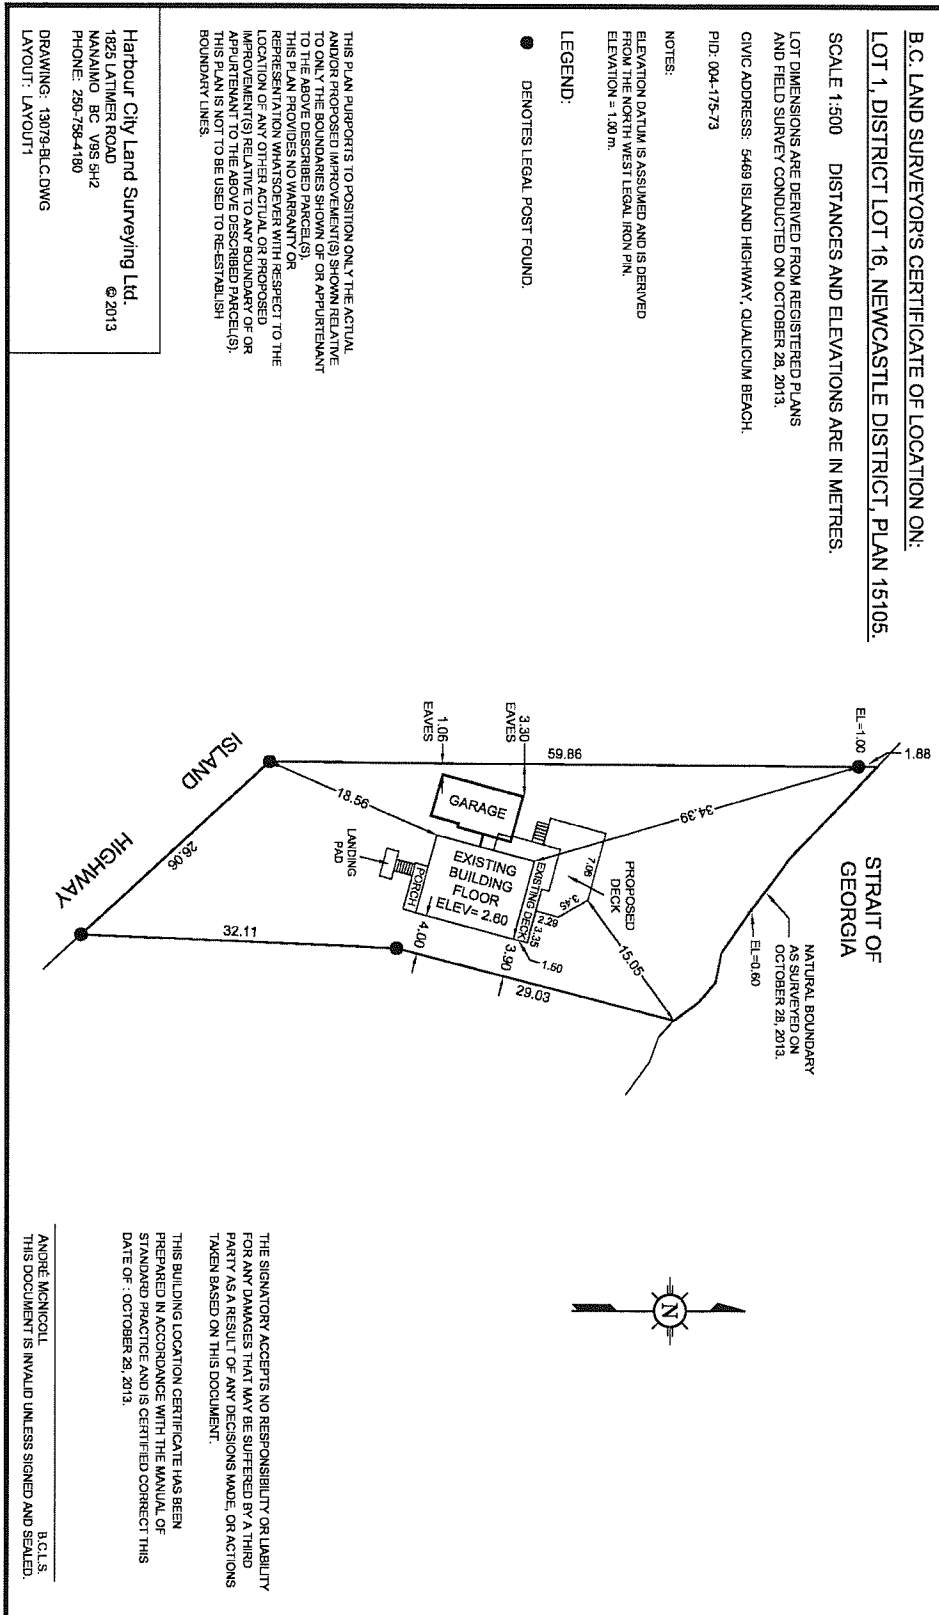 B.C. LAND SURVEYOR'S CERTIFICATE OF LOCATION ON:
LOT 1, DISTRICT LOT 16, NEWCASTLE DISTRICT, PLAN 15105.
SCALE 1:500 DISTANCES AND ELEVATIONS ARE IN METRES.
LOT DIMENSIONS ARE DERIVED FROM REGISTERED PLANS
AND FIELD SURVEY CONDUCTED ON OCTOBER 28, 2013.
CIVIC ADDRESS: 5469 ISLAND HIGHWAY, QUALICUM BEACH.
PID: 004-175-73
NOTES:
ELEVATION DATUM IS ASSUMED AND IS DERIVED
FROM THE NORTH WEST LEGAL IRON PIN.
ELEVATION = 1.00m.
LEGEND:
DENOTES LEGAL POST FOUND.
THIS PLAN PURPORTS TO POSITION ONLY THE ACTUAL
AND/OR PROPOSED IMPROVEMENT(S) SHOWN RELATIVE
TO ONLY THE BOUNDARIES SHOWN OF OR APPURTENANT
TO THE ABOVE DESCRIBED PARCEL(S).
THIS PLAN PROVIDES NO WARRANTY OR
REPRESENTATION WHATSOEVER WITH RESPECT TO THE
LOCATION OF ANY OTHER ACTUAL OR PROPOSED
IMPROVEMENT(S) RELATIVE TO ANY BOUNDARY OF OR
APPURTENANT TO THE ABOVE DESCRIBED PARCEL(S).
THIS PLAN IS NOT TO BE USED TO RE-ESTABLISH
BOUNDARY LINES.
Harbour City Land Surveying Ltd.
1825 LATIMER ROAD © 2013
NANAIMO BC V9S 5H2
PHONE: 250-758-4180
DRAWING: 13079-BLC.DWG
LAYOUT: LAYOUT1
1.88
EL=1.00
STRAIT OF
GEORGIA
NATURAL BOUNDARY
AS SURVEYED ON
OCTOBER 28, 2013.
EL=0.60
59.86
34.39
3.30
EAVES
1.06
EAVES
GARAGE
PROPOSED
DECK
7.06
3.45
2.29
3.35
15.05
EXISTING DECK
1.50
EXISTING
BUILDING
FLOOR
ELEV= 2.60
3.90
4.00
29.03
PORCH
LANDING
PAD
18.56
32.11
ISLAND
HIGHWAY
26.06
N
THE SIGNATORY ACCEPTS NO RESPONSIBILITY OR LIABILITY
FOR ANY DAMAGES THAT MAY BE SUFFERED BY A THIRD
PARTY AS A RESULT OF ANY DECISIONS MADE, OR ACTIONS
TAKEN BASED ON THIS DOCUMENT.
THIS BUILDING LOCATION CERTIFICATE HAS BEEN
PREPARED IN ACCORDANCE WITH THE MANUAL OF
STANDARD PRACTICE AND IS CERTIFIED CORRECT THIS
DATE OF : OCTOBER 29, 2013.
ANDRÉ MCNICOLL B.C.L.S.
THIS DOCUMENT IS INVALID UNLESS SIGNED AND SEALED.